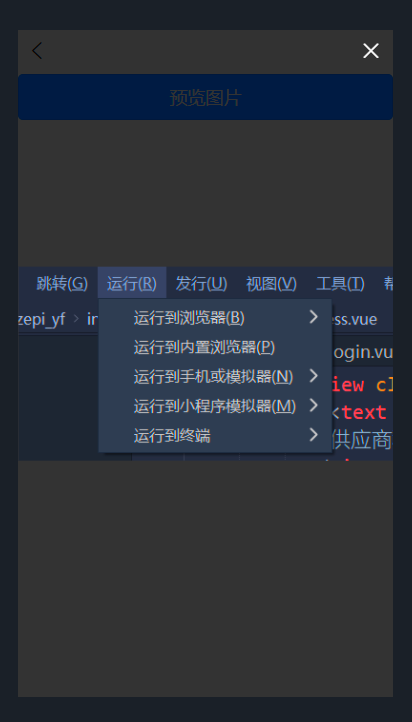 预览图片
跳转(G) 运行(R) 发行(U) 视图(V) 工具(T)
zepi_yf > ir ess.vue
运行到浏览器(B)
运行到内置浏览器(P) ogin.vu
运行到手机或模拟器(N) iew cl
运行到小程序模拟器(M) <text
运行到终端 供应商